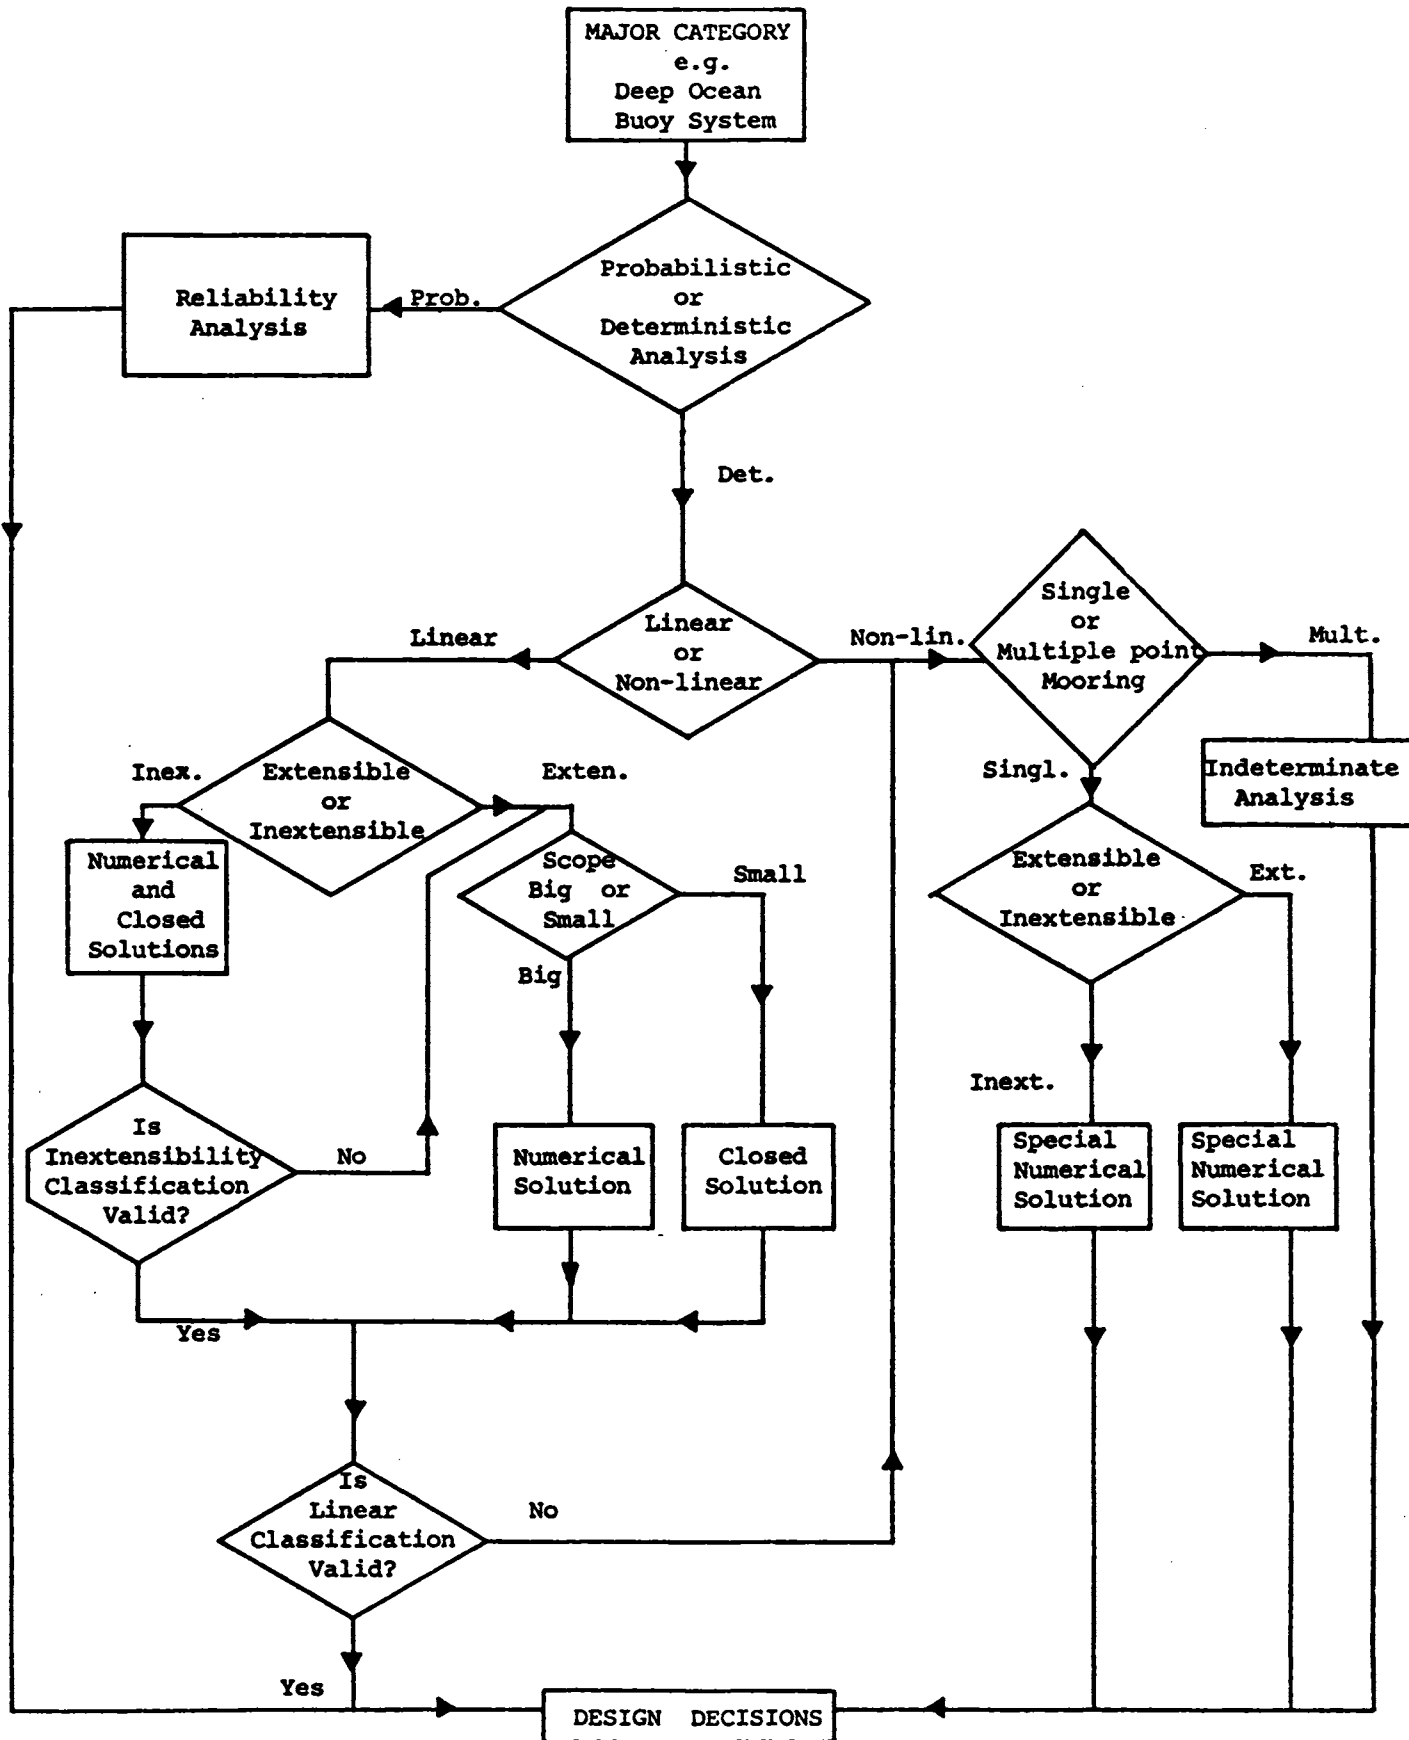 MAJOR CATEGORY
e.g.
Deep Ocean
Buoy System
Probabilistic
or
Deterministic
Analysis
Prob.
Reliability
Analysis
Det.
Linear
or
Non-linear
Linear
Non-lin.
Single
or
Multiple point
Mooring
Mult.
Indeterminate
Analysis
Singl.
Extensible
or
Inextensible
Ext.
Inext.
Special
Numerical
Solution
Special
Numerical
Solution
Extensible
or
Inextensible
Inex.
Exten.
Numerical
and
Closed
Solutions
Scope
Big or
Small
Small
Big
Is
Inextensibility
Classification
Valid?
No
Numerical
Solution
Closed
Solution
Yes
Is
Linear
Classification
Valid?
No
Yes
DESIGN DECISIONS